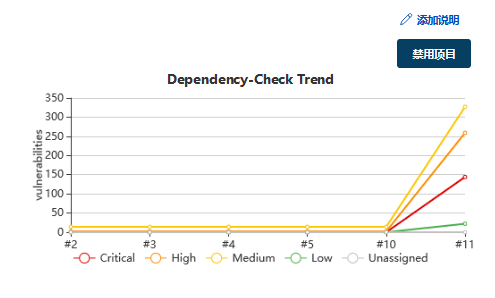 添加说明
禁用项目
Dependency-Check Trend
vulnerabilities
350
300
250
200
150
100
50
0
#2 #3 #4 #5 #10 #11
Critical High Medium Low Unassigned